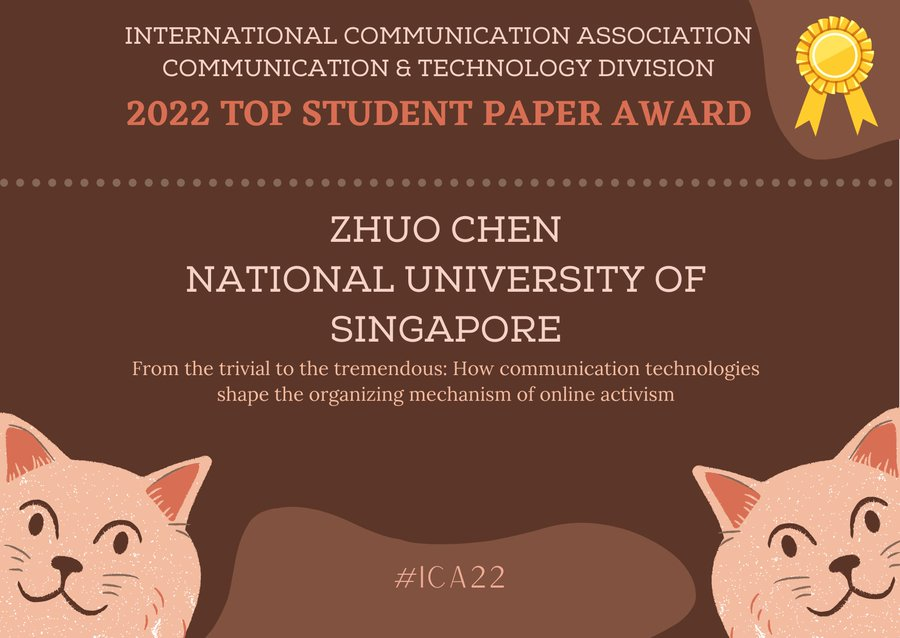 INTERNATIONAL COMMUNICATION ASSOCIATION
COMMUNICATION & TECHNOLOGY DIVISION
2022 TOP STUDENT PAPER AWARD
ZHUO CHEN
NATIONAL UNIVERSITY OF
SINGAPORE
From the trivial to the tremendous: How communication technologies
shape the organizing mechanism of online activism
#ICA22